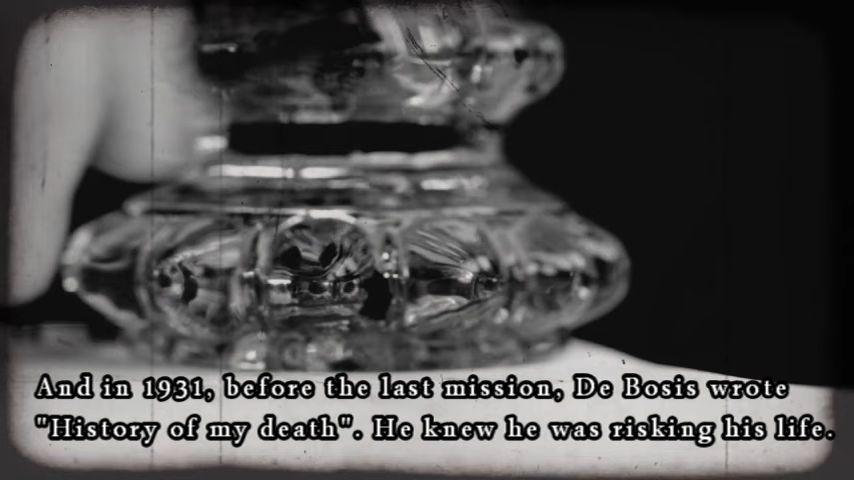 And in 1931, before the last mission, De Bosis wrote
"History of my death". He knew he was risking his life.